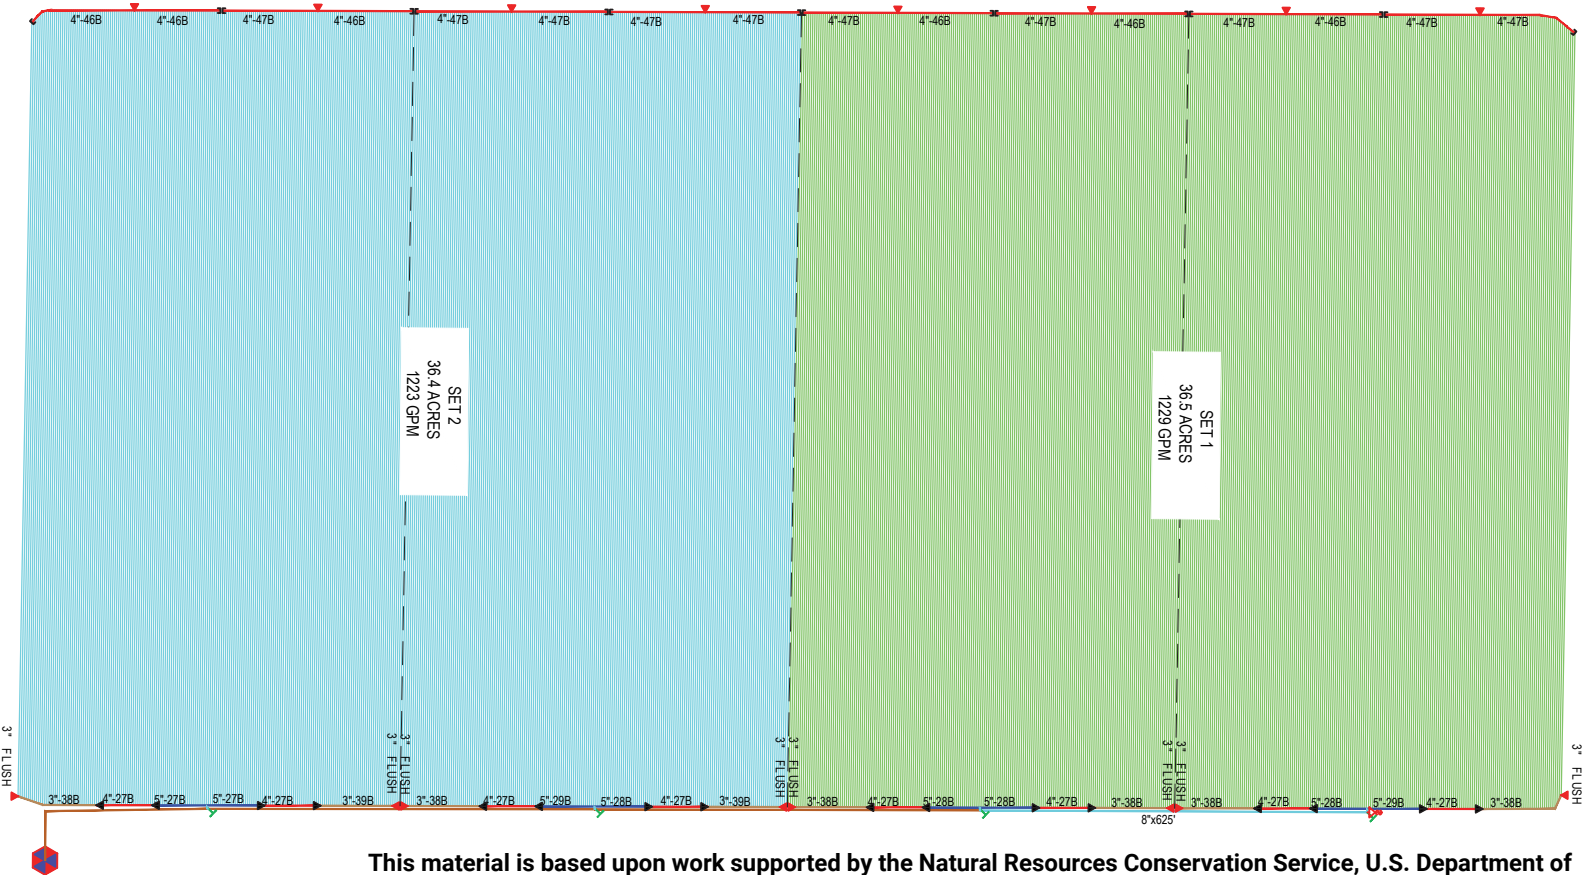 4"-46B 4"-46B 4"-47B 4"-46B 4"-47B 4"-47B 4"-47B 4"-47B 4"-47B 4"-46B 4"-47B 4"-46B 4"-47B 4"-46B 4"-47B 4"-47B
SET 2
36.4 ACRES
1223 GPM
SET 1
36.5 ACRES
1229 GPM
3" FLUSH
3" FLUSH
3" FLUSH
3" FLUSH
3" FLUSH
3" FLUSH
3" FLUSH
3" FLUSH
3"-38B 4"-27B 5"-27B 5"-27B 4"-27B 3"-39B 3"-38B 4"-27B 5"-29B 5"-28B 4"-27B 3"-39B 3"-38B 4"-27B 5"-28B 5"-28B 4"-27B 3"-38B 3"-38B 4"-27B 5"-28B 5"-29B 4"-27B 3"-38B
8"x625'
This material is based upon work supported by the Natural Resources Conservation Service, U.S. Department of